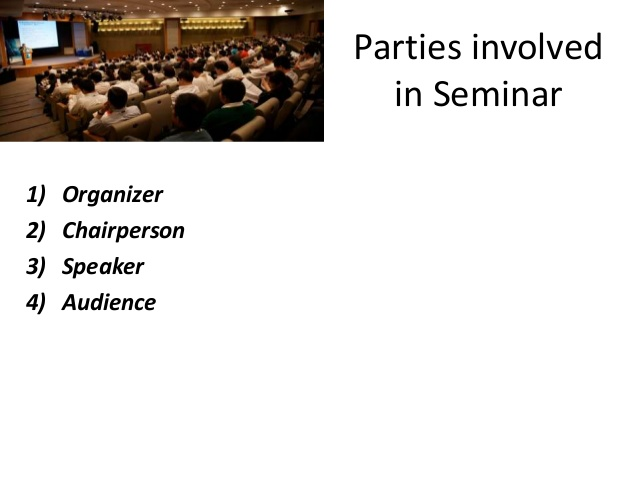 Parties involved
in Seminar
1) Organizer
2) Chairperson
3) Speaker
4) Audience